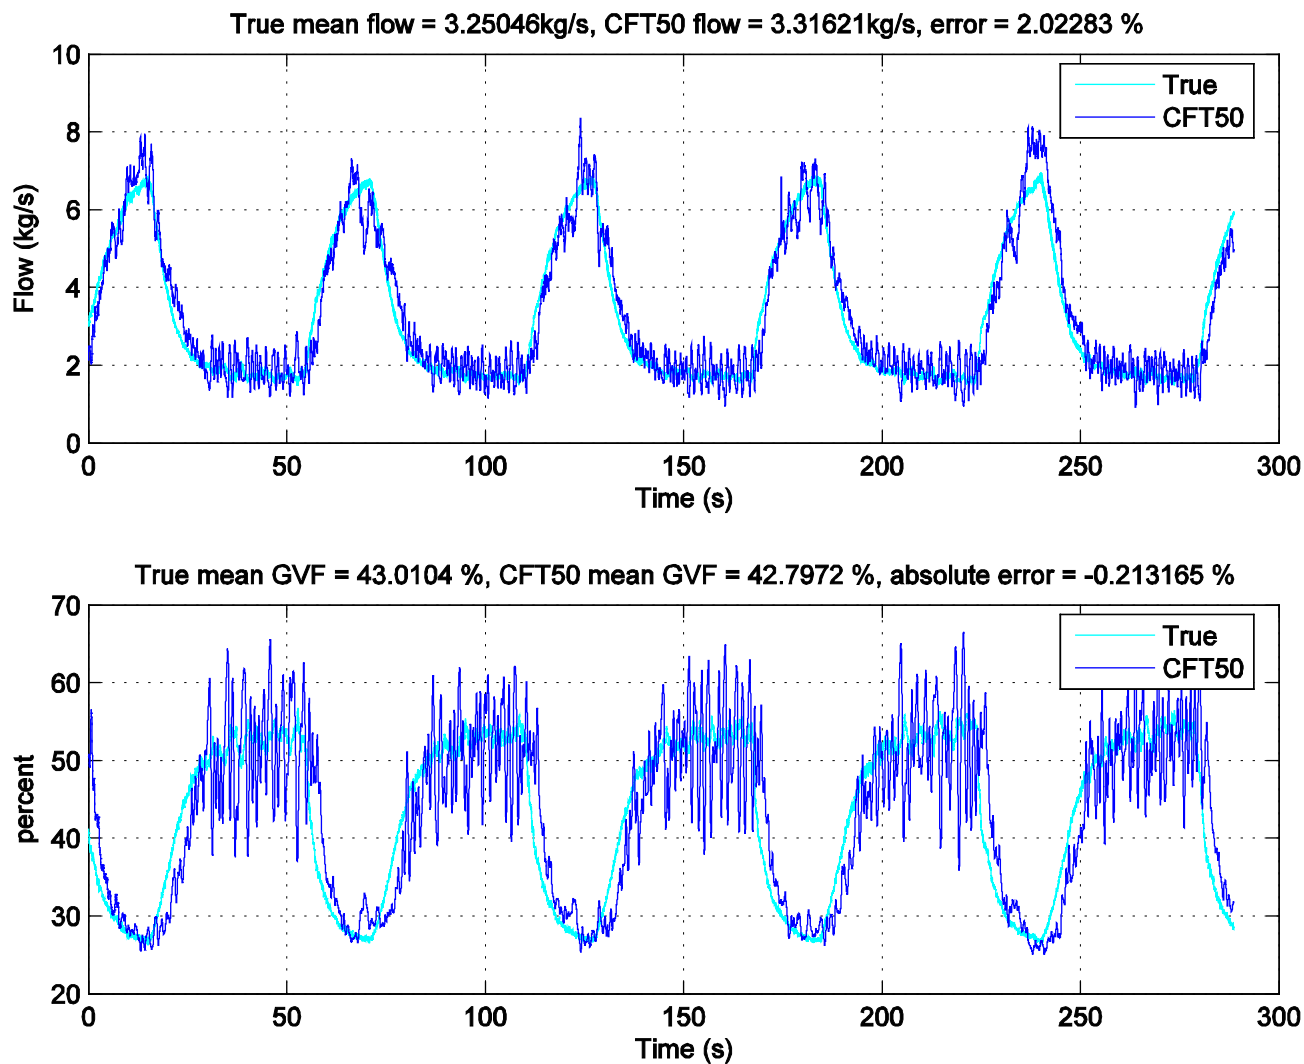 True mean flow = 3.25046kg/s, CFT50 flow = 3.31621kg/s, error = 2.02283 %
10
8
6
4
2
0
Flow (kg/s)
True
CFT50
0 50 100 150 200 250 300
Time (s)
True mean GVF = 43.0104 %, CFT50 mean GVF = 42.7972 %, absolute error = -0.213165 %
70
60
50
40
30
20
percent
True
CFT50
0 50 100 150 200 250 300
Time (s)